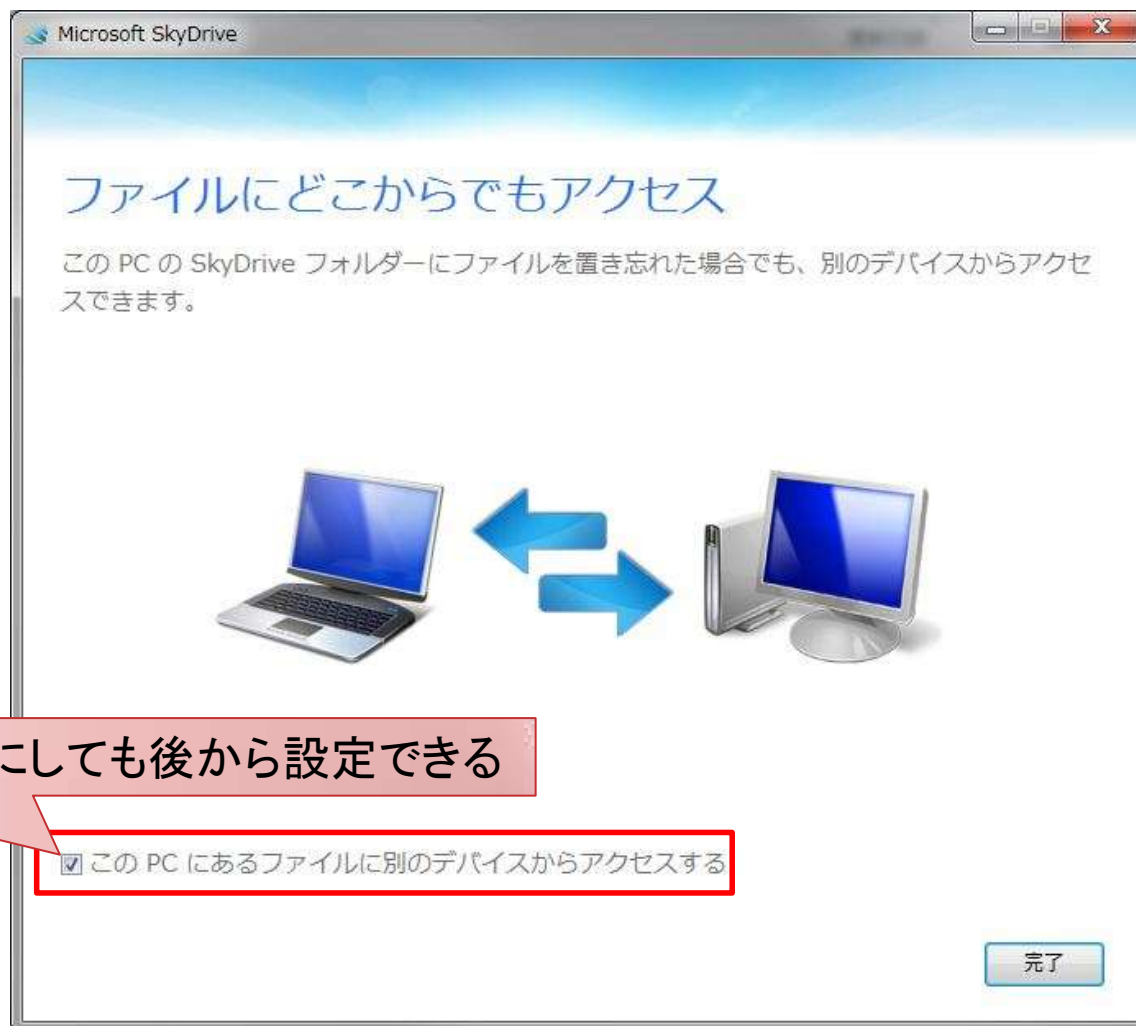 Microsoft SkyDrive
ファイルにどこからでもアクセス
この PC の SkyDrive フォルダーにファイルを置き忘れた場合でも、別のデバイスからアクセ
スできます。
にしても後から設定できる
この PC にあるファイルに別のデバイスからアクセスする
完了